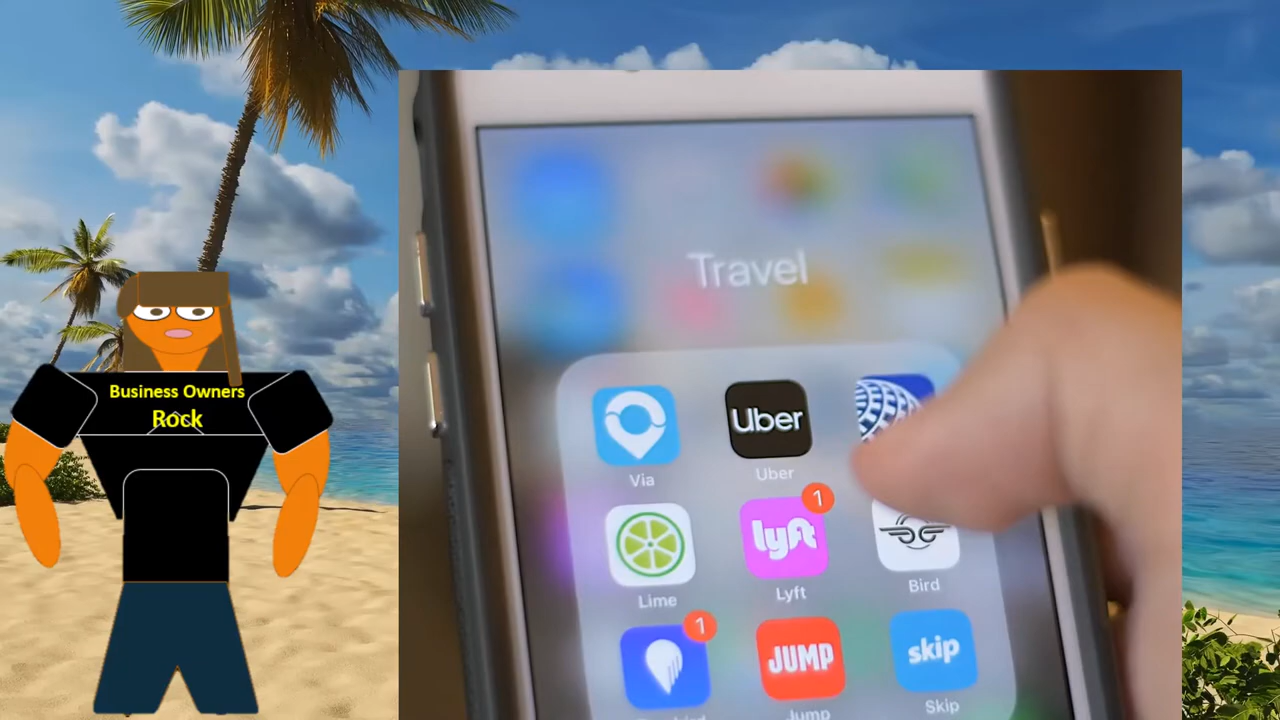 Business Owners
Rock
Travel
Uber
Via
Uber
1
lyft
Lime
Lyft
Bird
1
JUMP
skip
Jump
Skip